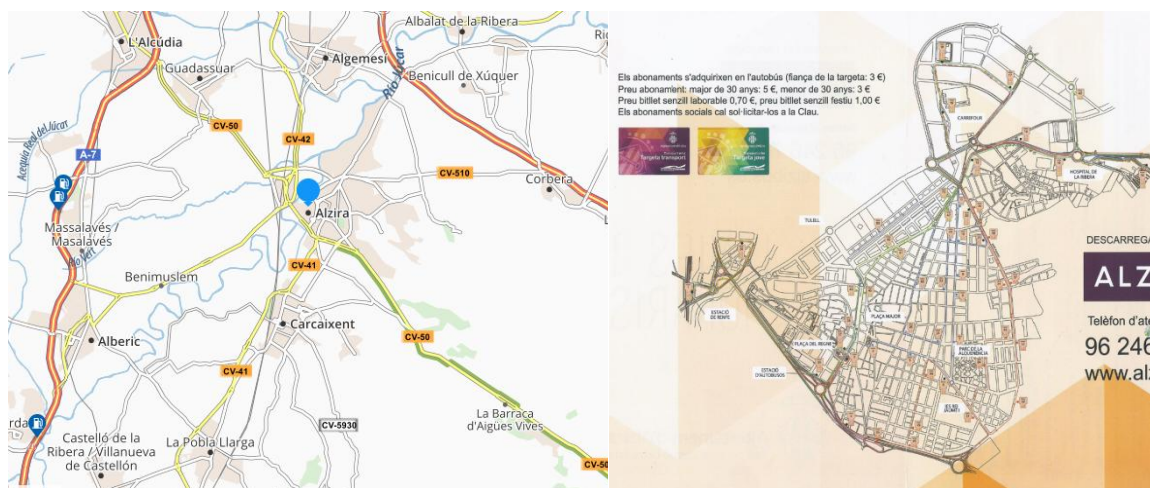 Albalat de la Ribera
L'Alcúdia
Algemesí
Guadassuar
Benicull de Xúquer
Río Júcar
Acequia Real del Júcar
CV-50
CV-42
A-7
CV-510
Corbera
Alzira
Massalavés /
Masalavés
Río Verd
CV-41
Benimuslem
Carcaixent
Alberic
CV-50
CV-41
La Barraca
d'Aigües Vives
CV-5930
Castelló de la
Ribera / Villanueva
de Castellón
La Pobla Llarga
CV-50
Els abonaments s'adquirixen en l'autobús (fiança de la targeta: 3 €)
Preu abonament: major de 30 anys: 5 €, menor de 30 anys: 3 €
Preu bitllet senzill laborable 0,70 €, preu bitllet senzill festiu 1,00 €
Els abonaments socials cal sol·licitar-los a la Clau.
Targeta transport
Targeta jove
CARREFOUR
HOSPITAL DE
LA RIBERA
TULELL
ESTACIÓ
DE RENFE
PLAÇA MAJOR
PLAÇA DEL REGNE
PARC DE LA
ALQUENENCIA
ESTACIÓ
D'AUTOBUSOS
DESCARREGA
ALZ
Telèfon d'ate
96 246
www.alz